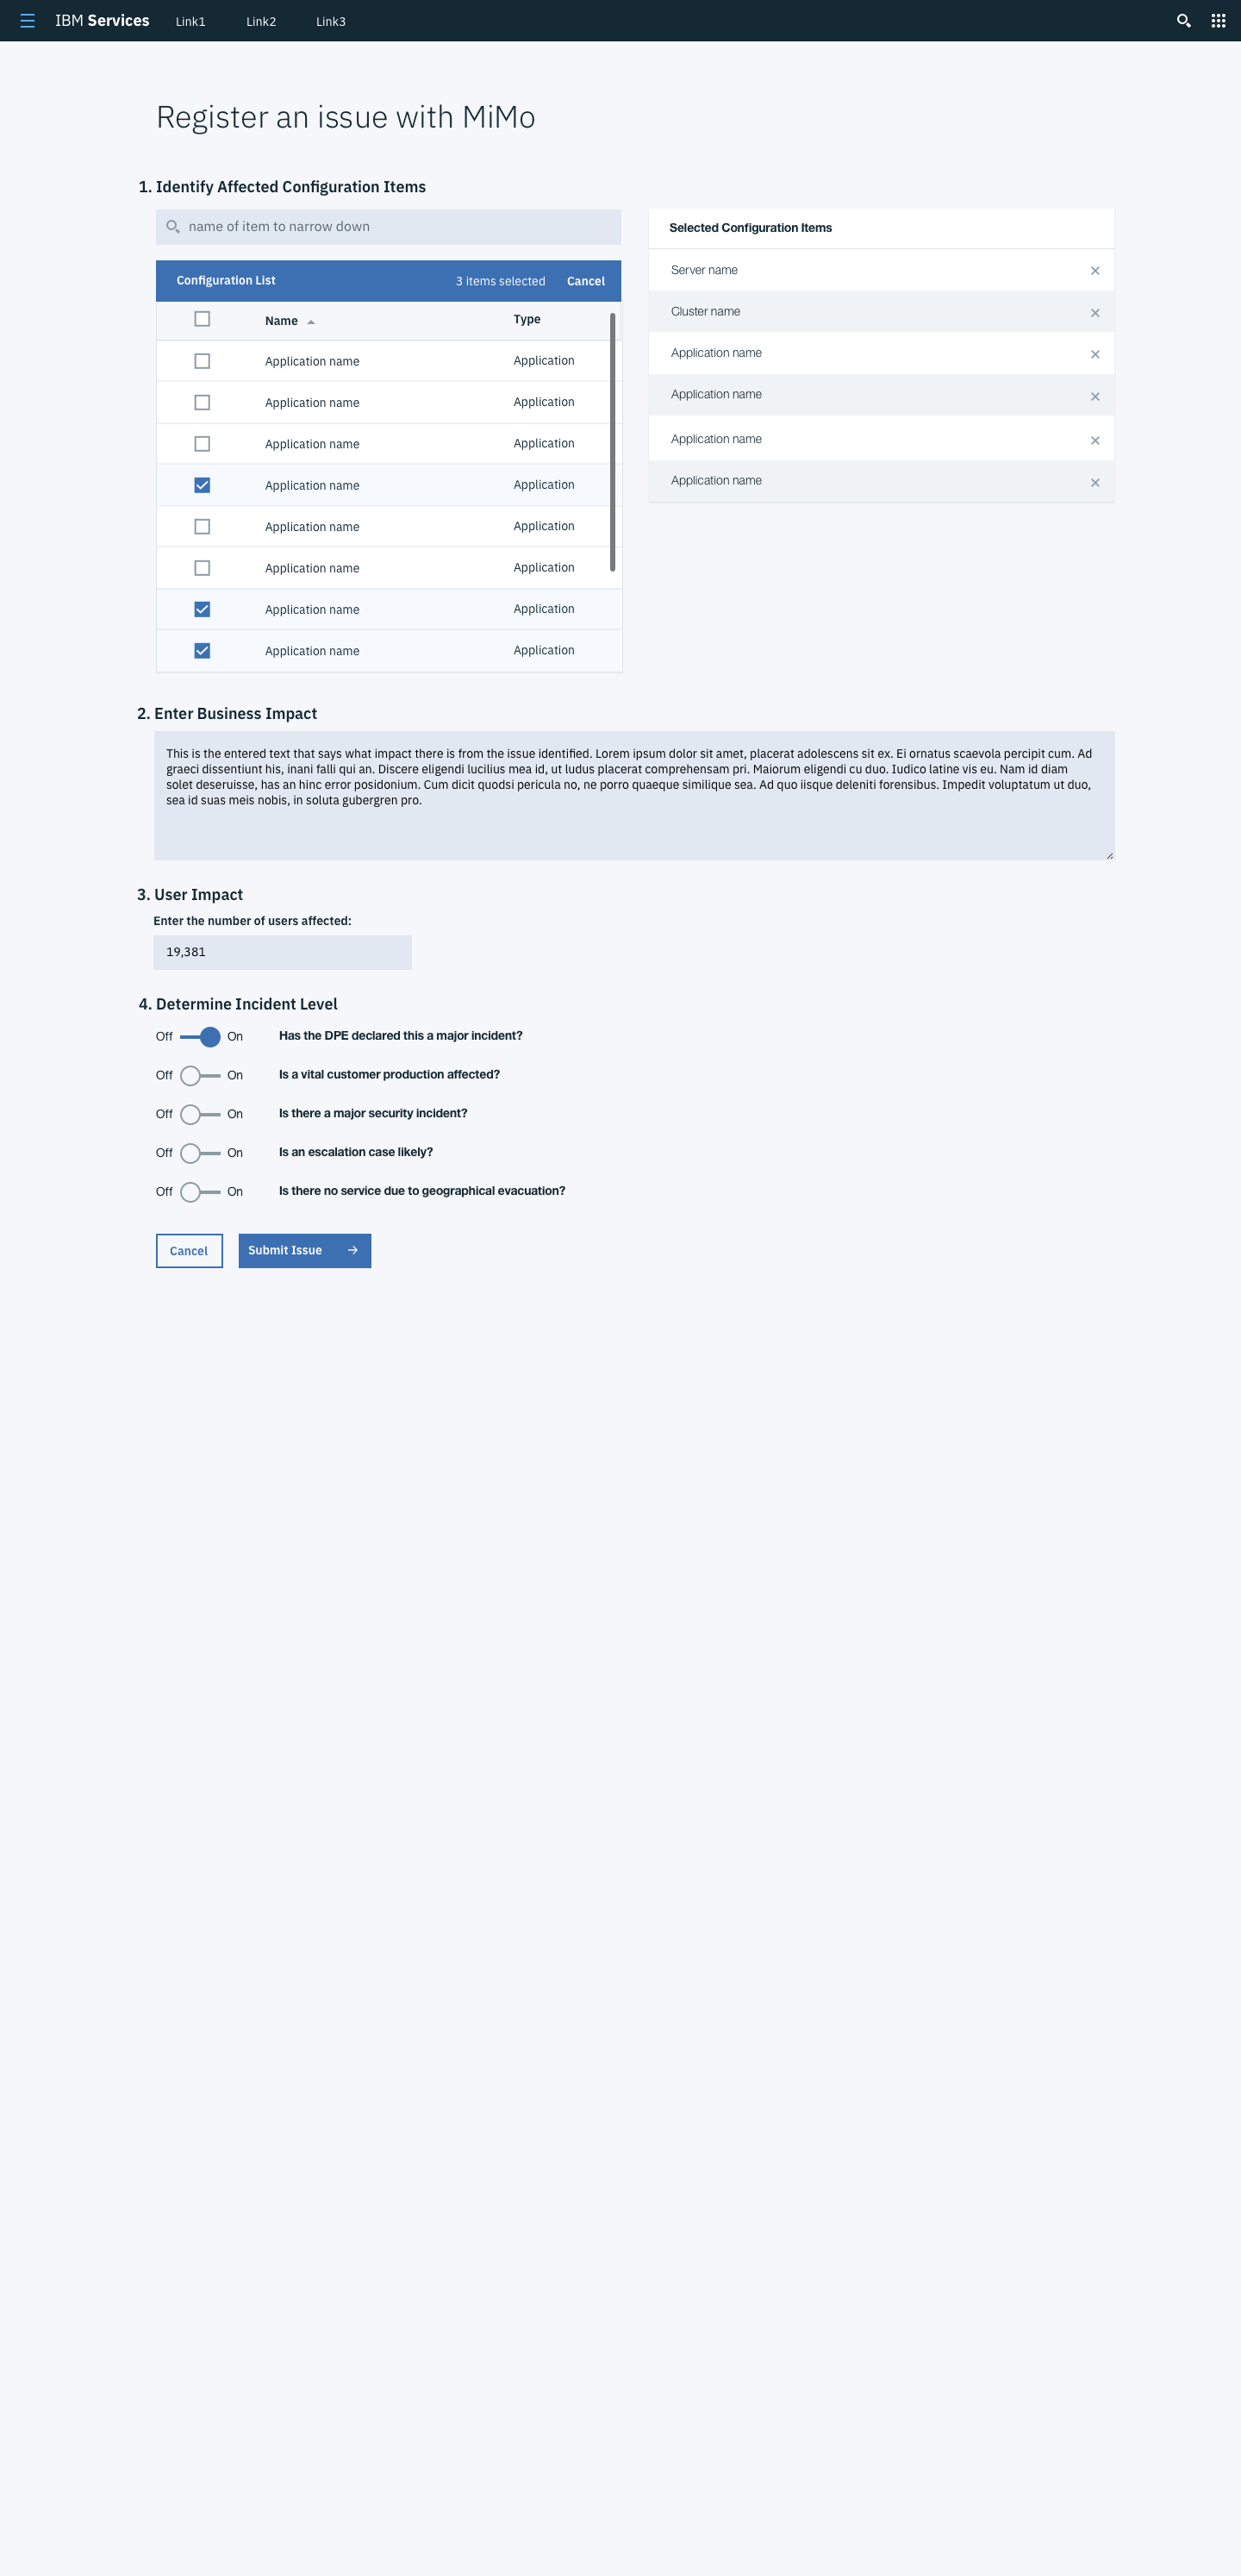 IBM Services Link1 Link2 Link3
Register an issue with MiMo
1. Identify Affected Configuration Items
name of item to narrow down
Configuration List 3 items selected Cancel
Name Type
Application name Application
Application name Application
Application name Application
Application name Application
Application name Application
Application name Application
Application name Application
Application name Application
Selected Configuration Items
Server name
Cluster name
Application name
Application name
Application name
Application name
2. Enter Business Impact
This is the entered text that says what impact there is from the issue identified. Lorem ipsum dolor sit amet, placerat adolescens sit ex. Ei ornatus scaevola percipit cum. Ad
graeci dissentiunt his, inani falli qui an. Discere eligendi lucilius mea id, ut ludus placerat comprehensam pri. Maiorum eligendi cu duo. Iudico latine vis eu. Nam id diam
solet deseruisse, has an hinc error posidonium. Cum dicit quodsi pericula no, ne porro quaeque similique sea. Ad quo iisque deleniti forensibus. Impedit voluptatum ut duo,
sea id suas meis nobis, in soluta gubergren pro.
3. User Impact
Enter the number of users affected:
19,381
4. Determine Incident Level
Off On Has the DPE declared this a major incident?
Off On Is a vital customer production affected?
Off On Is there a major security incident?
Off On Is an escalation case likely?
Off On Is there no service due to geographical evacuation?
Cancel Submit Issue